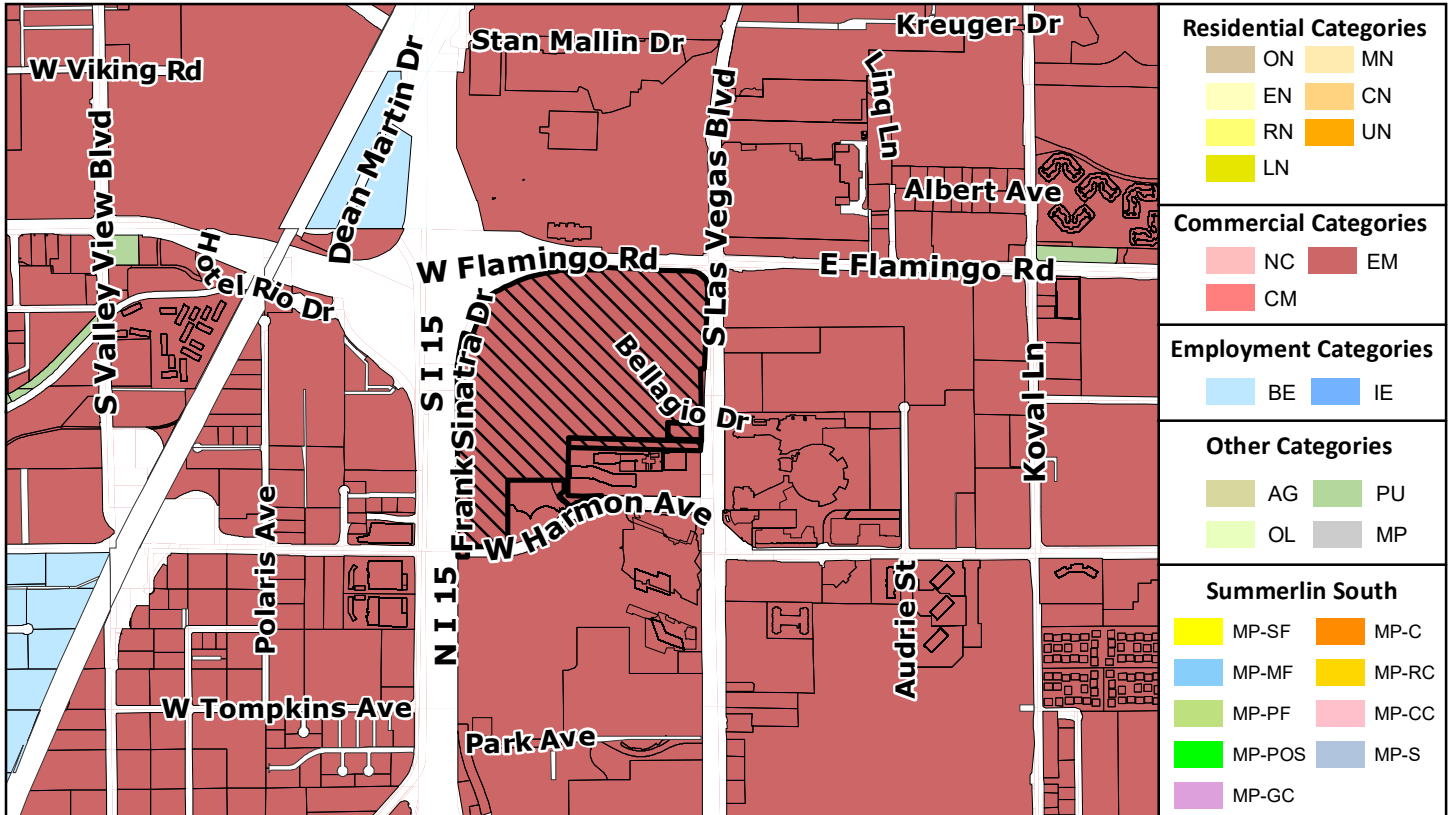 Stan Mallin Dr
Kreuger Dr
W Viking Rd
Dean Martin Dr
Linq Ln
S Valley View Blvd
S Las Vegas Blvd
Albert Ave
Hotel Rio Dr
W Flamingo Rd
E Flamingo Rd
S I 15
Frank Sinatra Dr
Bellagio Dr
Koval Ln
W Harmon Ave
Polaris Ave
N I 15
Audrie St
W Tompkins Ave
Park Ave
Residential Categories
ON MN
EN CN
RN UN
LN
Commercial Categories
NC EM
CM
Employment Categories
BE IE
Other Categories
AG PU
OL MP
Summerlin South
MP-SF MP-C
MP-MF MP-RC
MP-PF MP-CC
MP-POS MP-S
MP-GC